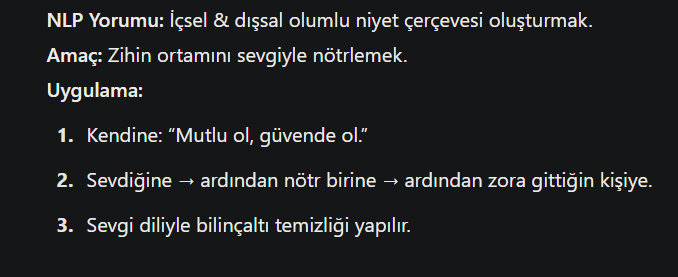 NLP Yorumu: İçsel & dışsal olumlu niyet çerçevesi oluşturmak.
Amaç: Zihin ortamını sevgiyle nötrlemek.
Uygulama:
1. Kendine: “Mutlu ol, güvende ol.”
2. Sevdiğine → ardından nötr birine → ardından zora gittiğin kişiye.
3. Sevgi diliyle bilinçaltı temizliği yapılır.